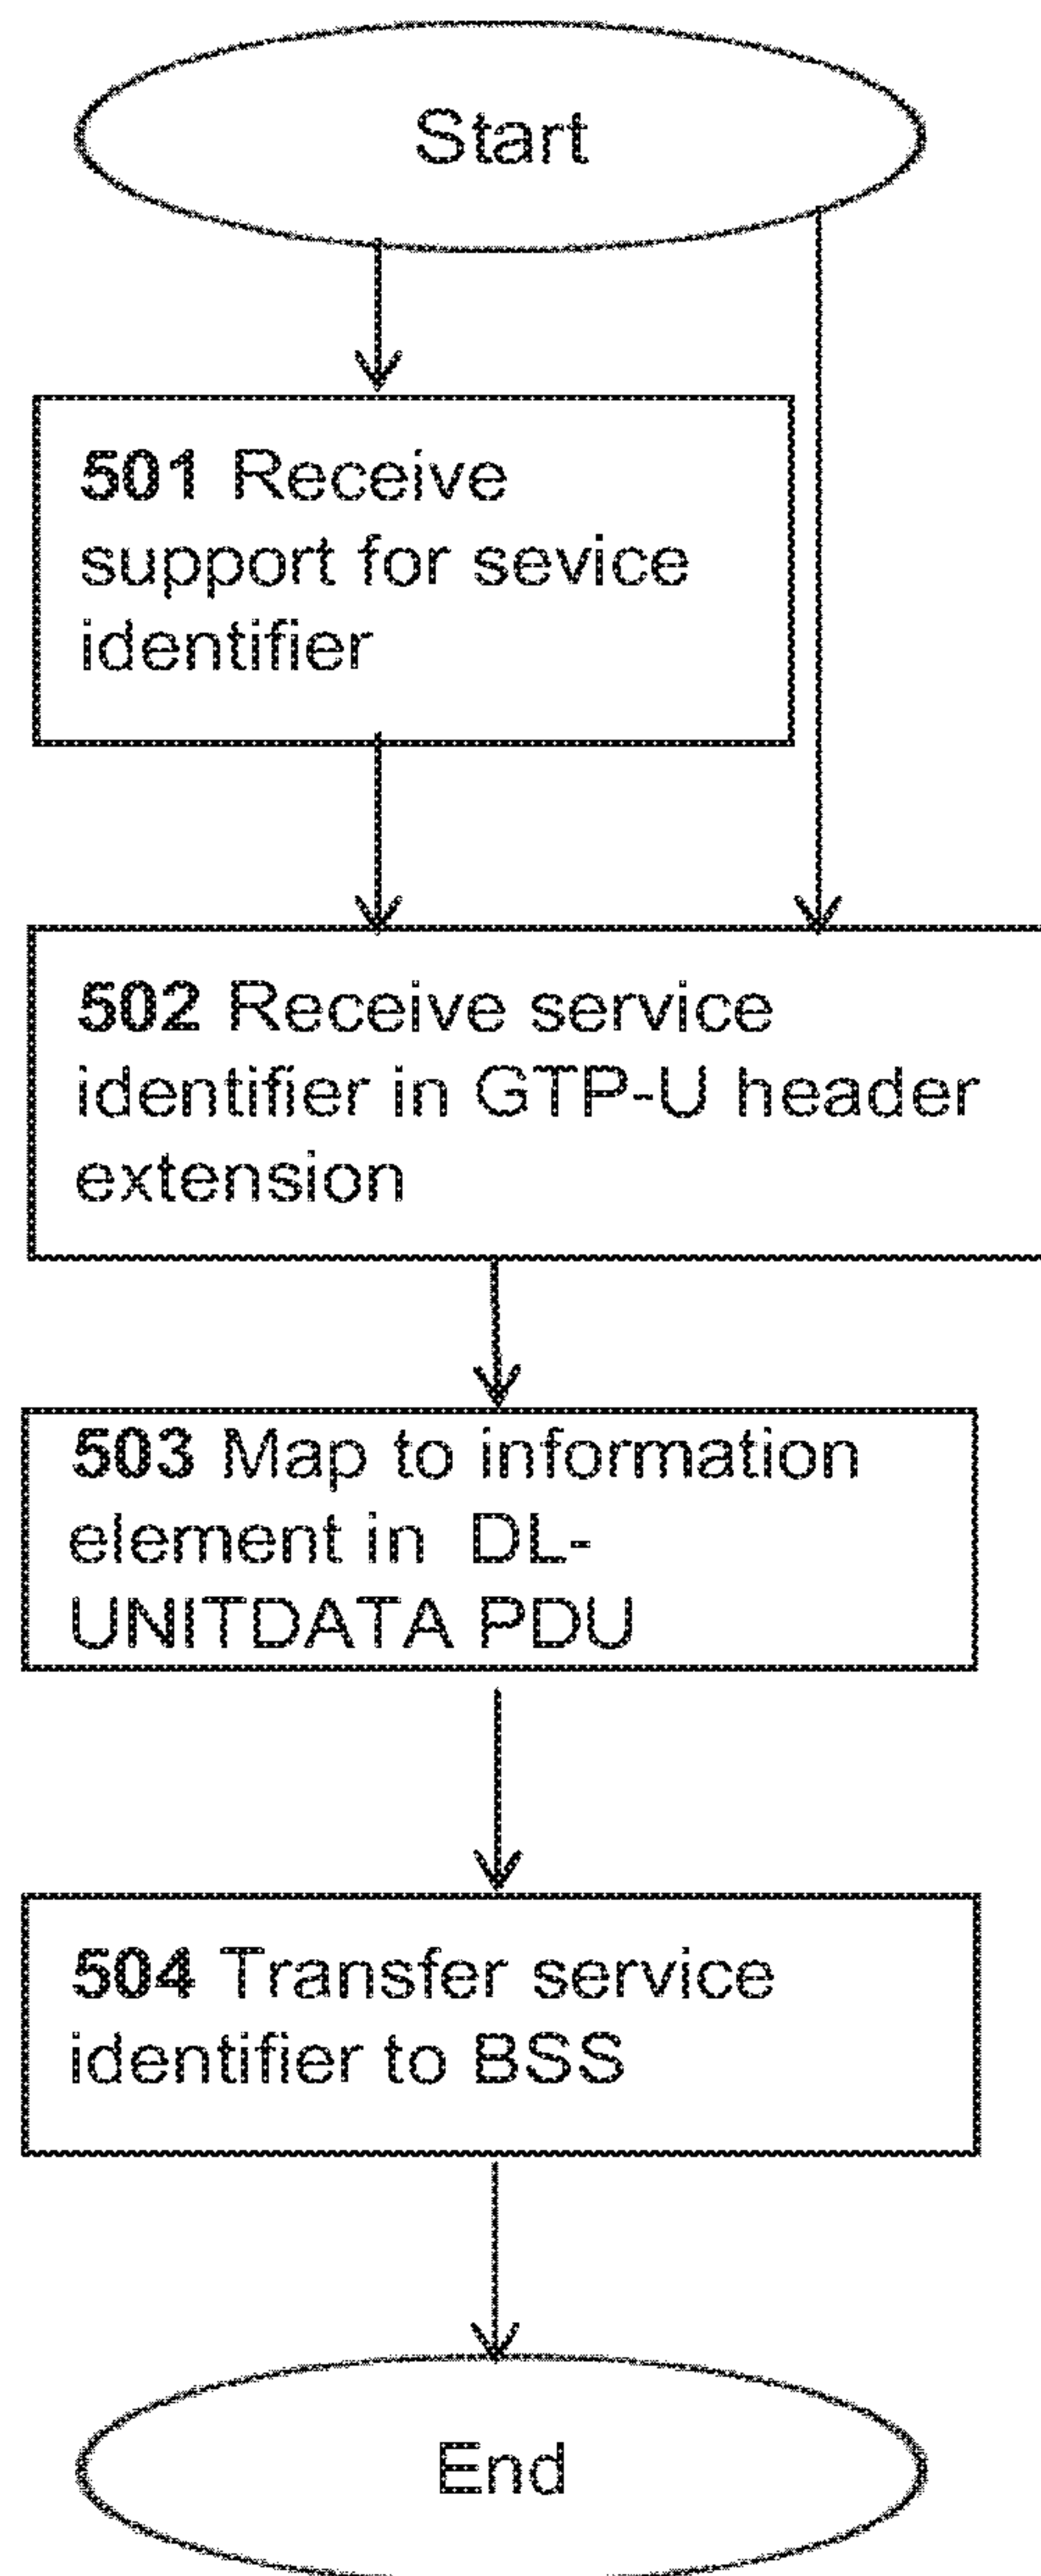 Start
501 Receive
support for sevice
identifier
502 Receive service
identifier in GTP-U header
extension
503 Map to information
element in DL-
UNITDATA PDU
504 Transfer service
identifier to BSS
End